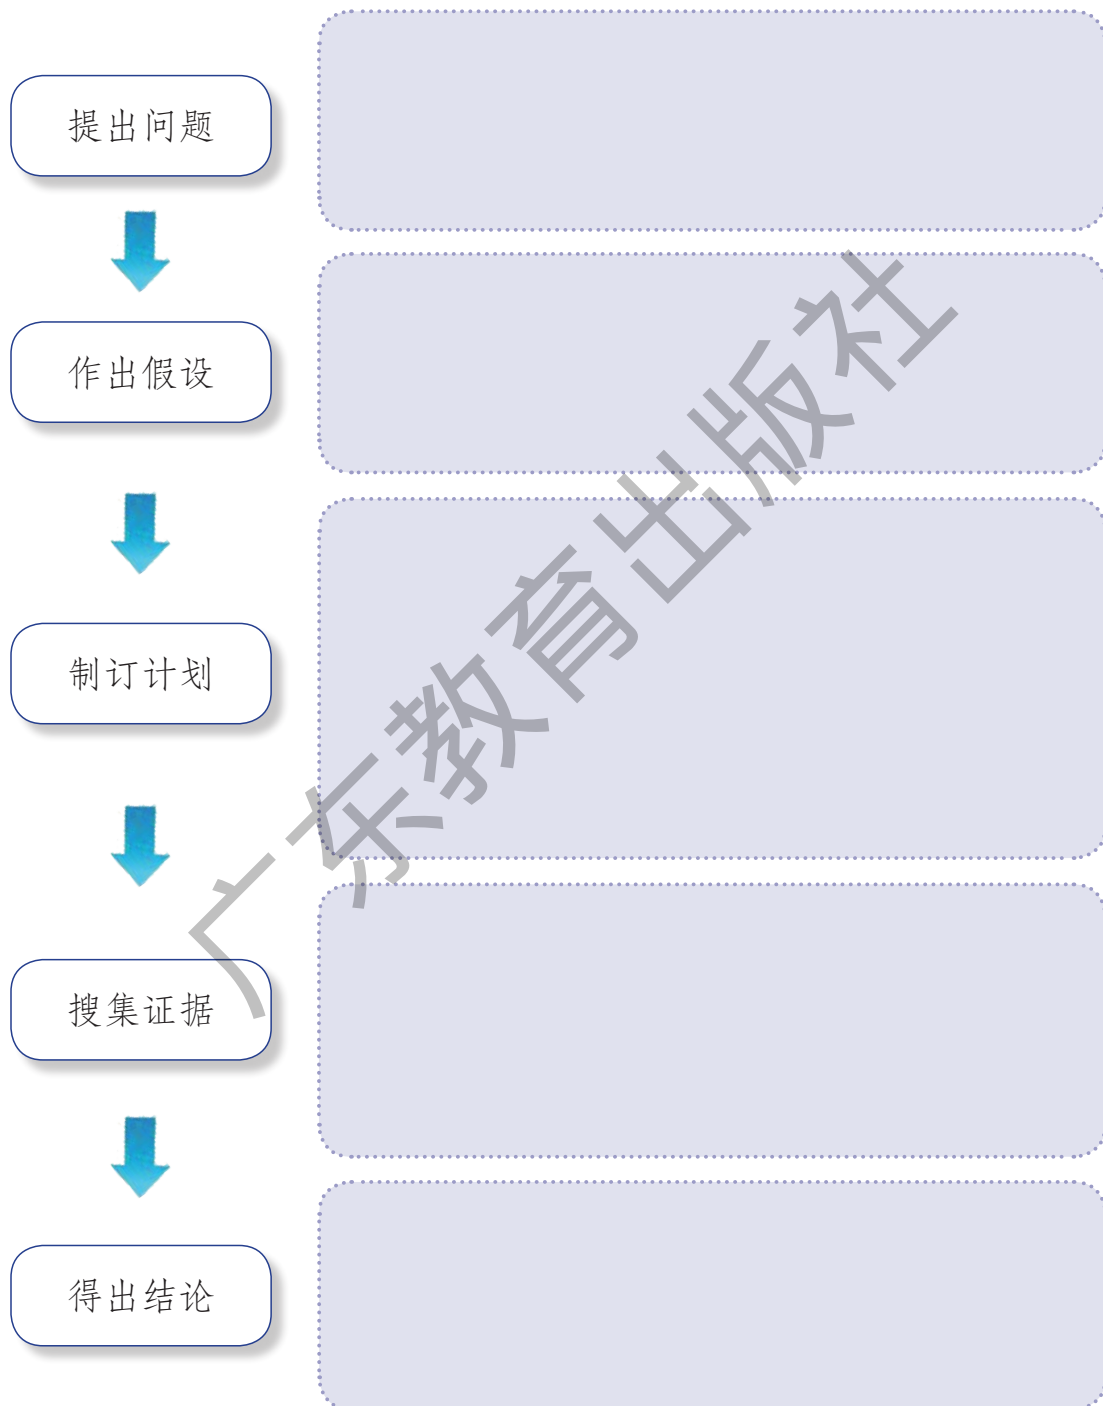 提出问题
作出假设
制订计划
搜集证据
得出结论
广东教育出版社